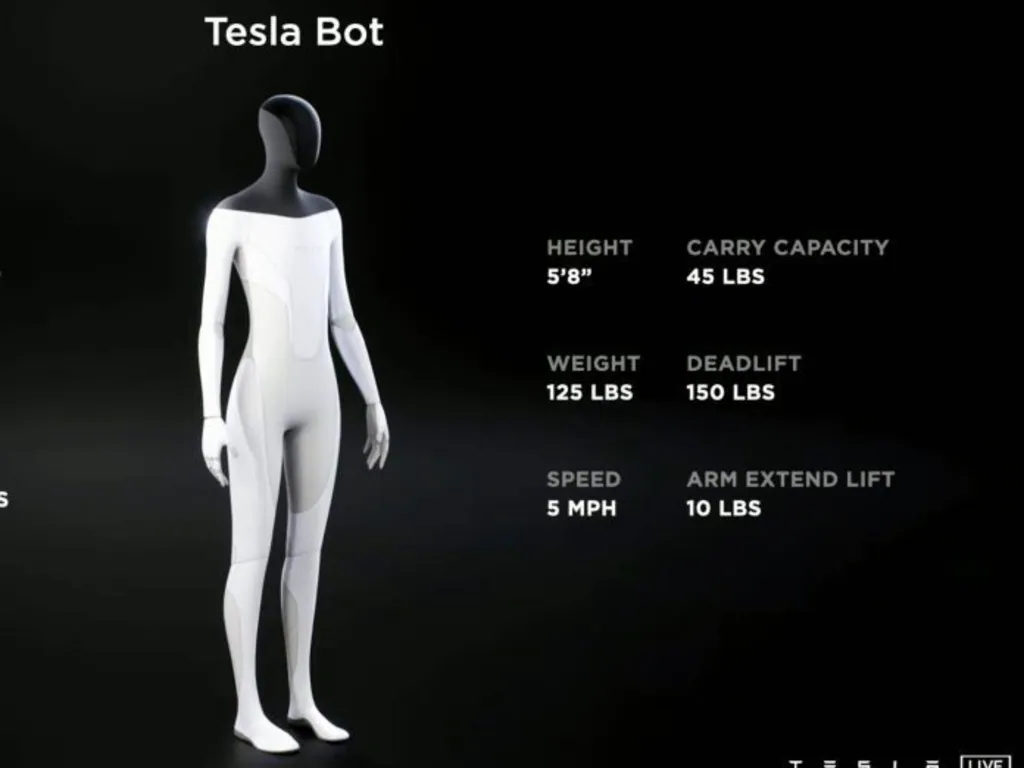 Tesla Bot
HEIGHT
5’8”
CARRY CAPACITY
45 LBS
WEIGHT
125 LBS
DEADLIFT
150 LBS
SPEED
5 MPH
ARM EXTEND LIFT
10 LBS
S
TESLA LIVE